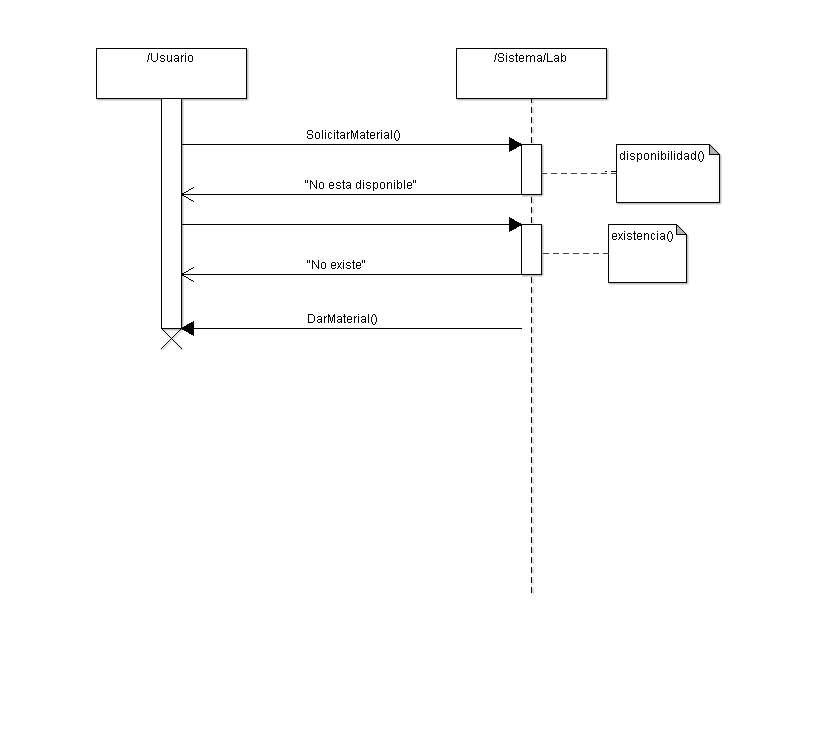 /Usuario
/Sistema/Lab
SolicitarMaterial()
disponibilidad()
"No esta disponible"
existencia()
"No existe"
DarMaterial()